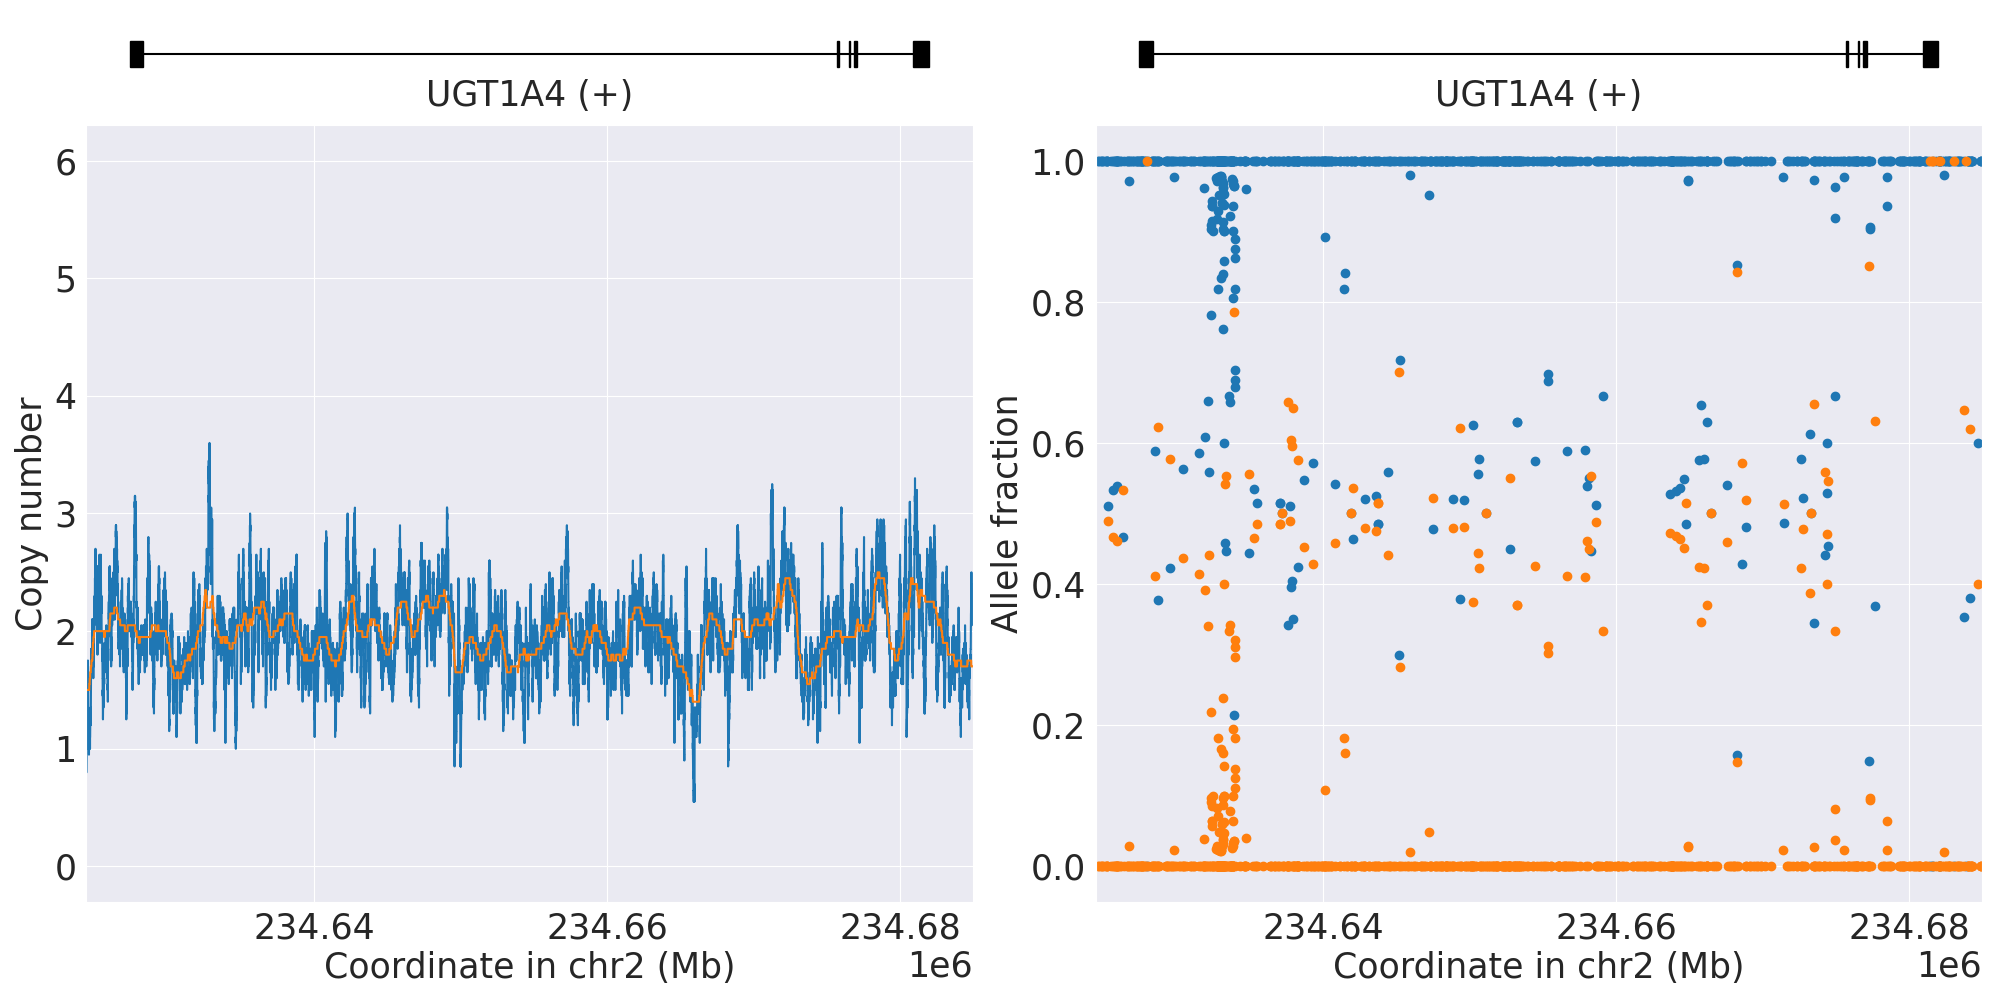 UGT1A4 (+)
6
5
4
3
2
1
0
Copy number
234.64 234.66 234.68
1e6
Coordinate in chr2 (Mb)
UGT1A4 (+)
1.0
0.8
0.6
0.4
0.2
0.0
Allele fraction
234.64 234.66 234.68
1e6
Coordinate in chr2 (Mb)